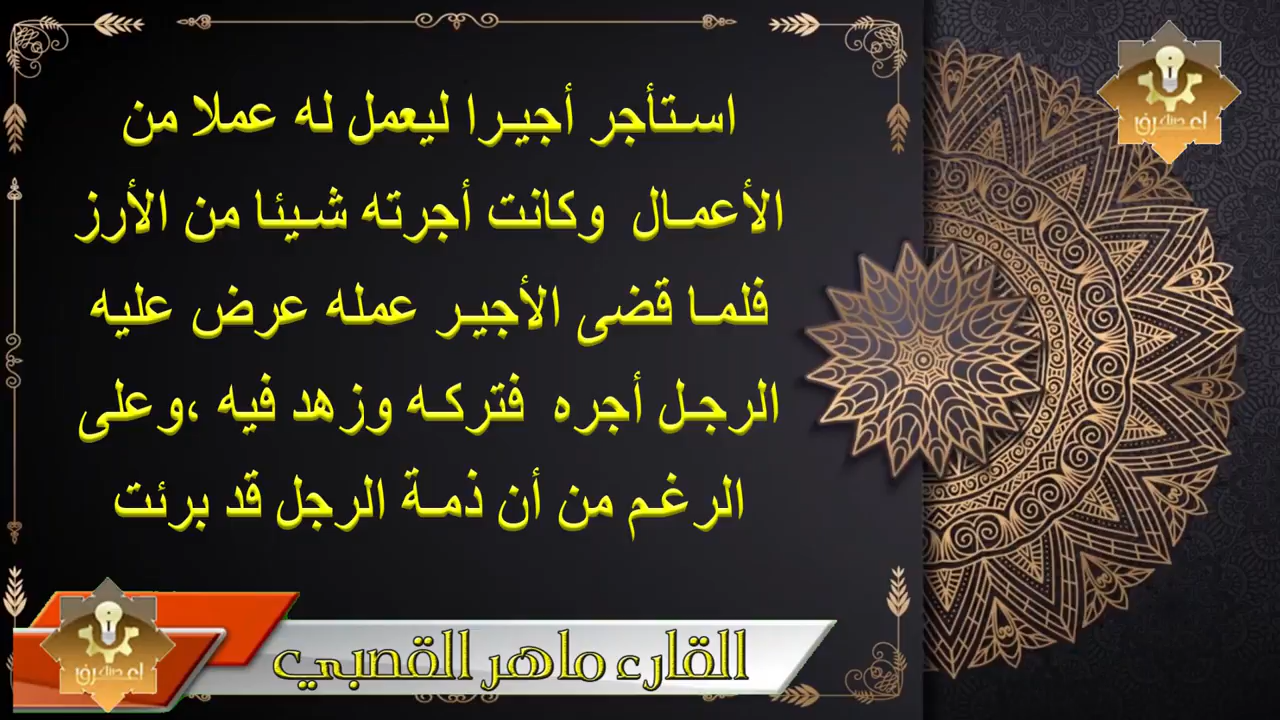 استأجر أجيرا ليعمل له عملا من
الأعمال وكانت أجرته شيئا من الأرز
فلما قضى الأجير عمله عرض عليه
الرجل أجره فتركه وزهد فيه ،وعلى
الرغم من أن ذمة الرجل قد برئت
القارء ماهر القصبي